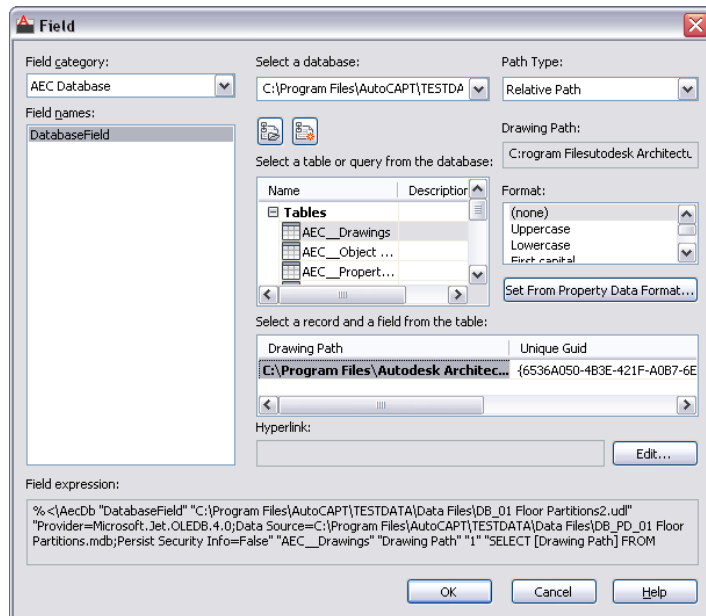 Field
Field category:
AEC Database
Field names:
DatabaseField
Select a database:
C:\Program Files\AutoCAPT\TESTDA
Path Type:
Relative Path
Drawing Path:
C:rogram Filesutodesk Architectu
Select a table or query from the database:
Name Description
Tables
AEC__Drawings
AEC__Object ...
AEC__Propert...
Format:
(none)
Uppercase
Lowercase
First capital
Set From Property Data Format...
Select a record and a field from the table:
Drawing Path Unique Guid
C:\Program Files\Autodesk Architec... {6536A050-4B3E-421F-A0B7-6E
Hyperlink:
Edit...
Field expression:
%<\AecDb "DatabaseField" "C:\Program Files\AutoCAPT\TESTDATA\Data Files\DB_01 Floor Partitions2.udl"
"Provider=Microsoft.Jet.OLEDB.4.0;Data Source=C:\Program Files\AutoCAPT\TESTDATA\Data Files\DB_PD_01 Floor
Partitions.mdb;Persist Security Info=False" "AEC__Drawings" "Drawing Path" "1" "SELECT [Drawing Path] FROM
OK Cancel Help